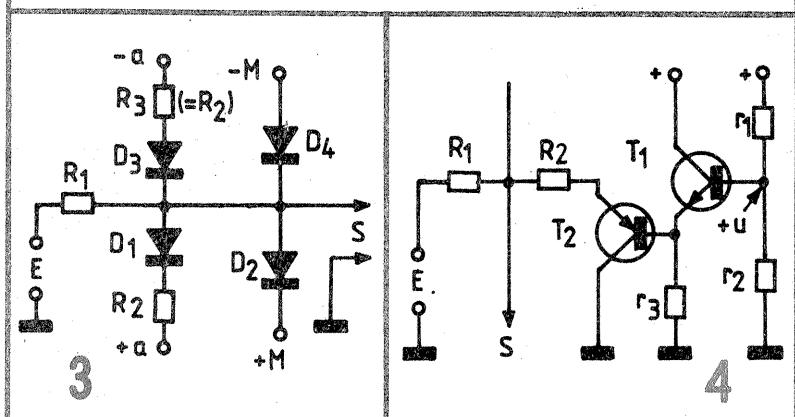 -a
-M
R3 (=R2)
D3
D4
R1
S
E
D1
D2
R2
+a
+M
3
+
+
r1
R1
R2
T1
+u
T2
E
r3
r2
S
4